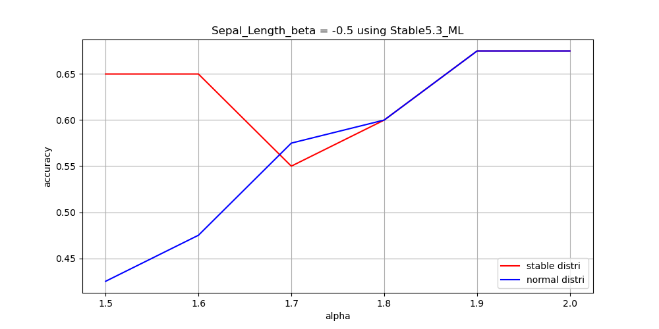 Sepal_Length_beta = -0.5 using Stable5.3_ML
accuracy
0.65
0.60
0.55
0.50
0.45
1.5 1.6 1.7 1.8 1.9 2.0
alpha
stable distri
normal distri